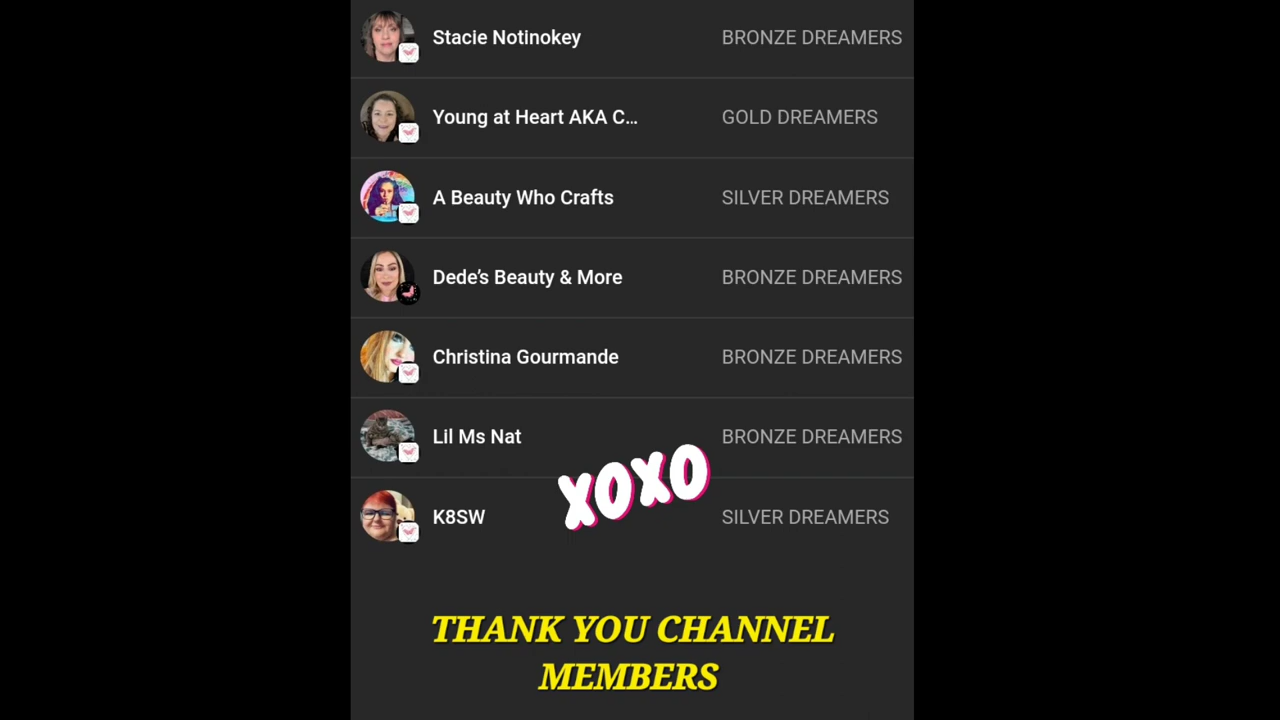 Stacie Notinokey BRONZE DREAMERS
Young at Heart AKA C... GOLD DREAMERS
A Beauty Who Crafts SILVER DREAMERS
Dede’s Beauty & More BRONZE DREAMERS
Christina Gourmande BRONZE DREAMERS
Lil Ms Nat BRONZE DREAMERS
XOXO
K8SW SILVER DREAMERS
THANK YOU CHANNEL
MEMBERS